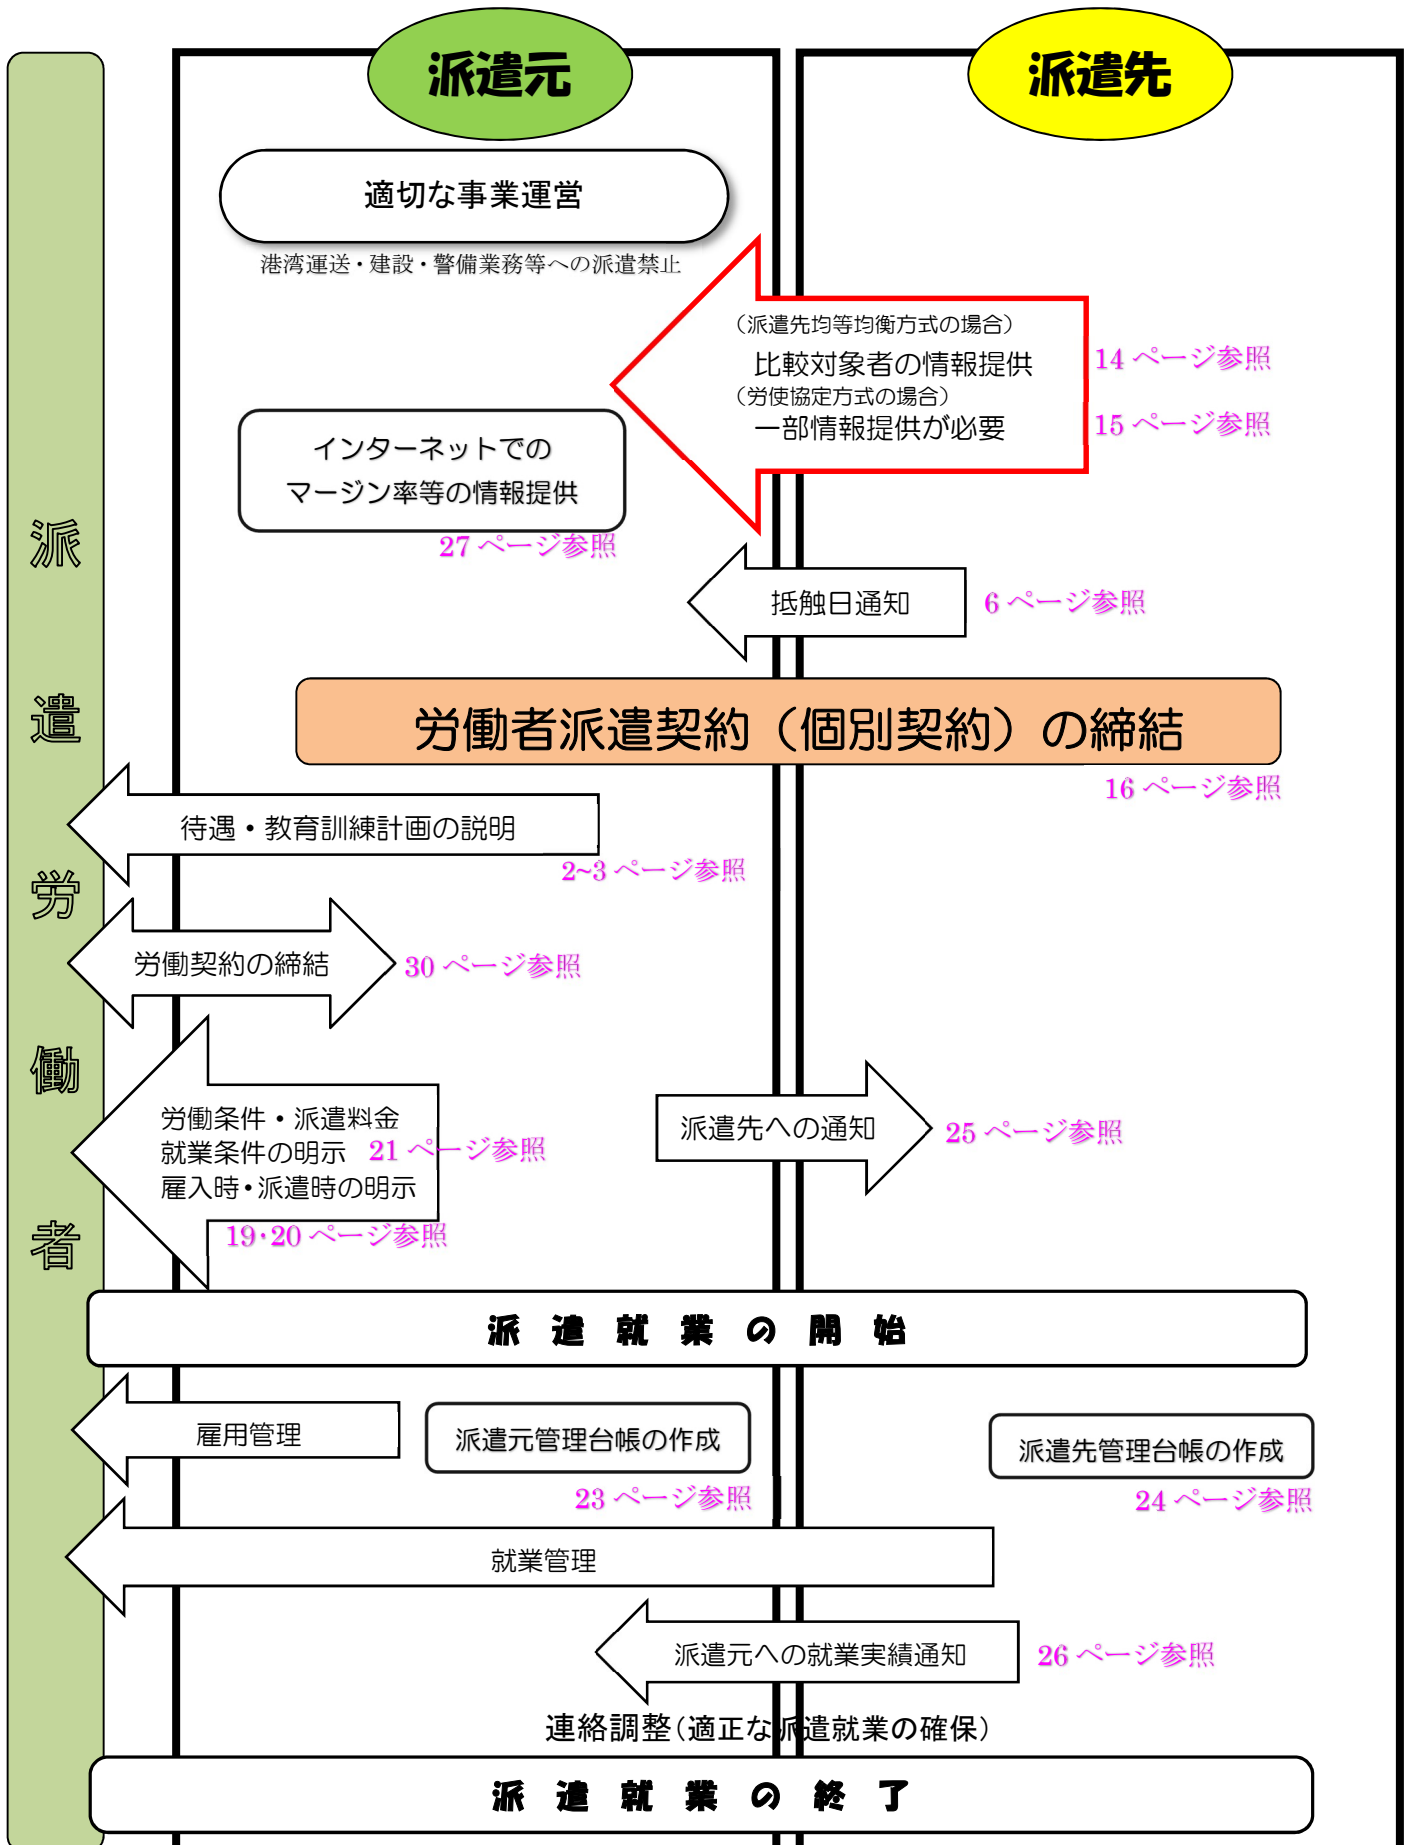 派遣元
派遣先
適切な事業運営
港湾運送・建設・警備業務等への派遣禁止
（派遣先均等均衡方式の場合）
比較対象者の情報提供
14 ページ参照
（労使協定方式の場合）
一部情報提供が必要
15 ページ参照
インターネットでの
マージン率等の情報提供
27 ページ参照
抵触日通知
6 ページ参照
労働者派遣契約（個別契約）の締結
16 ページ参照
待遇・教育訓練計画の説明
2~3 ページ参照
労働契約の締結
30 ページ参照
労働条件・派遣料金
就業条件の明示
21 ページ参照
雇入時・派遣時の明示
19・20 ページ参照
派遣先への通知
25 ページ参照
派遣労働者
派遣就業の開始
雇用管理
派遣元管理台帳の作成
23 ページ参照
派遣先管理台帳の作成
24 ページ参照
就業管理
派遣元への就業実績通知
26 ページ参照
連絡調整（適正な派遣就業の確保）
派遣就業の終了